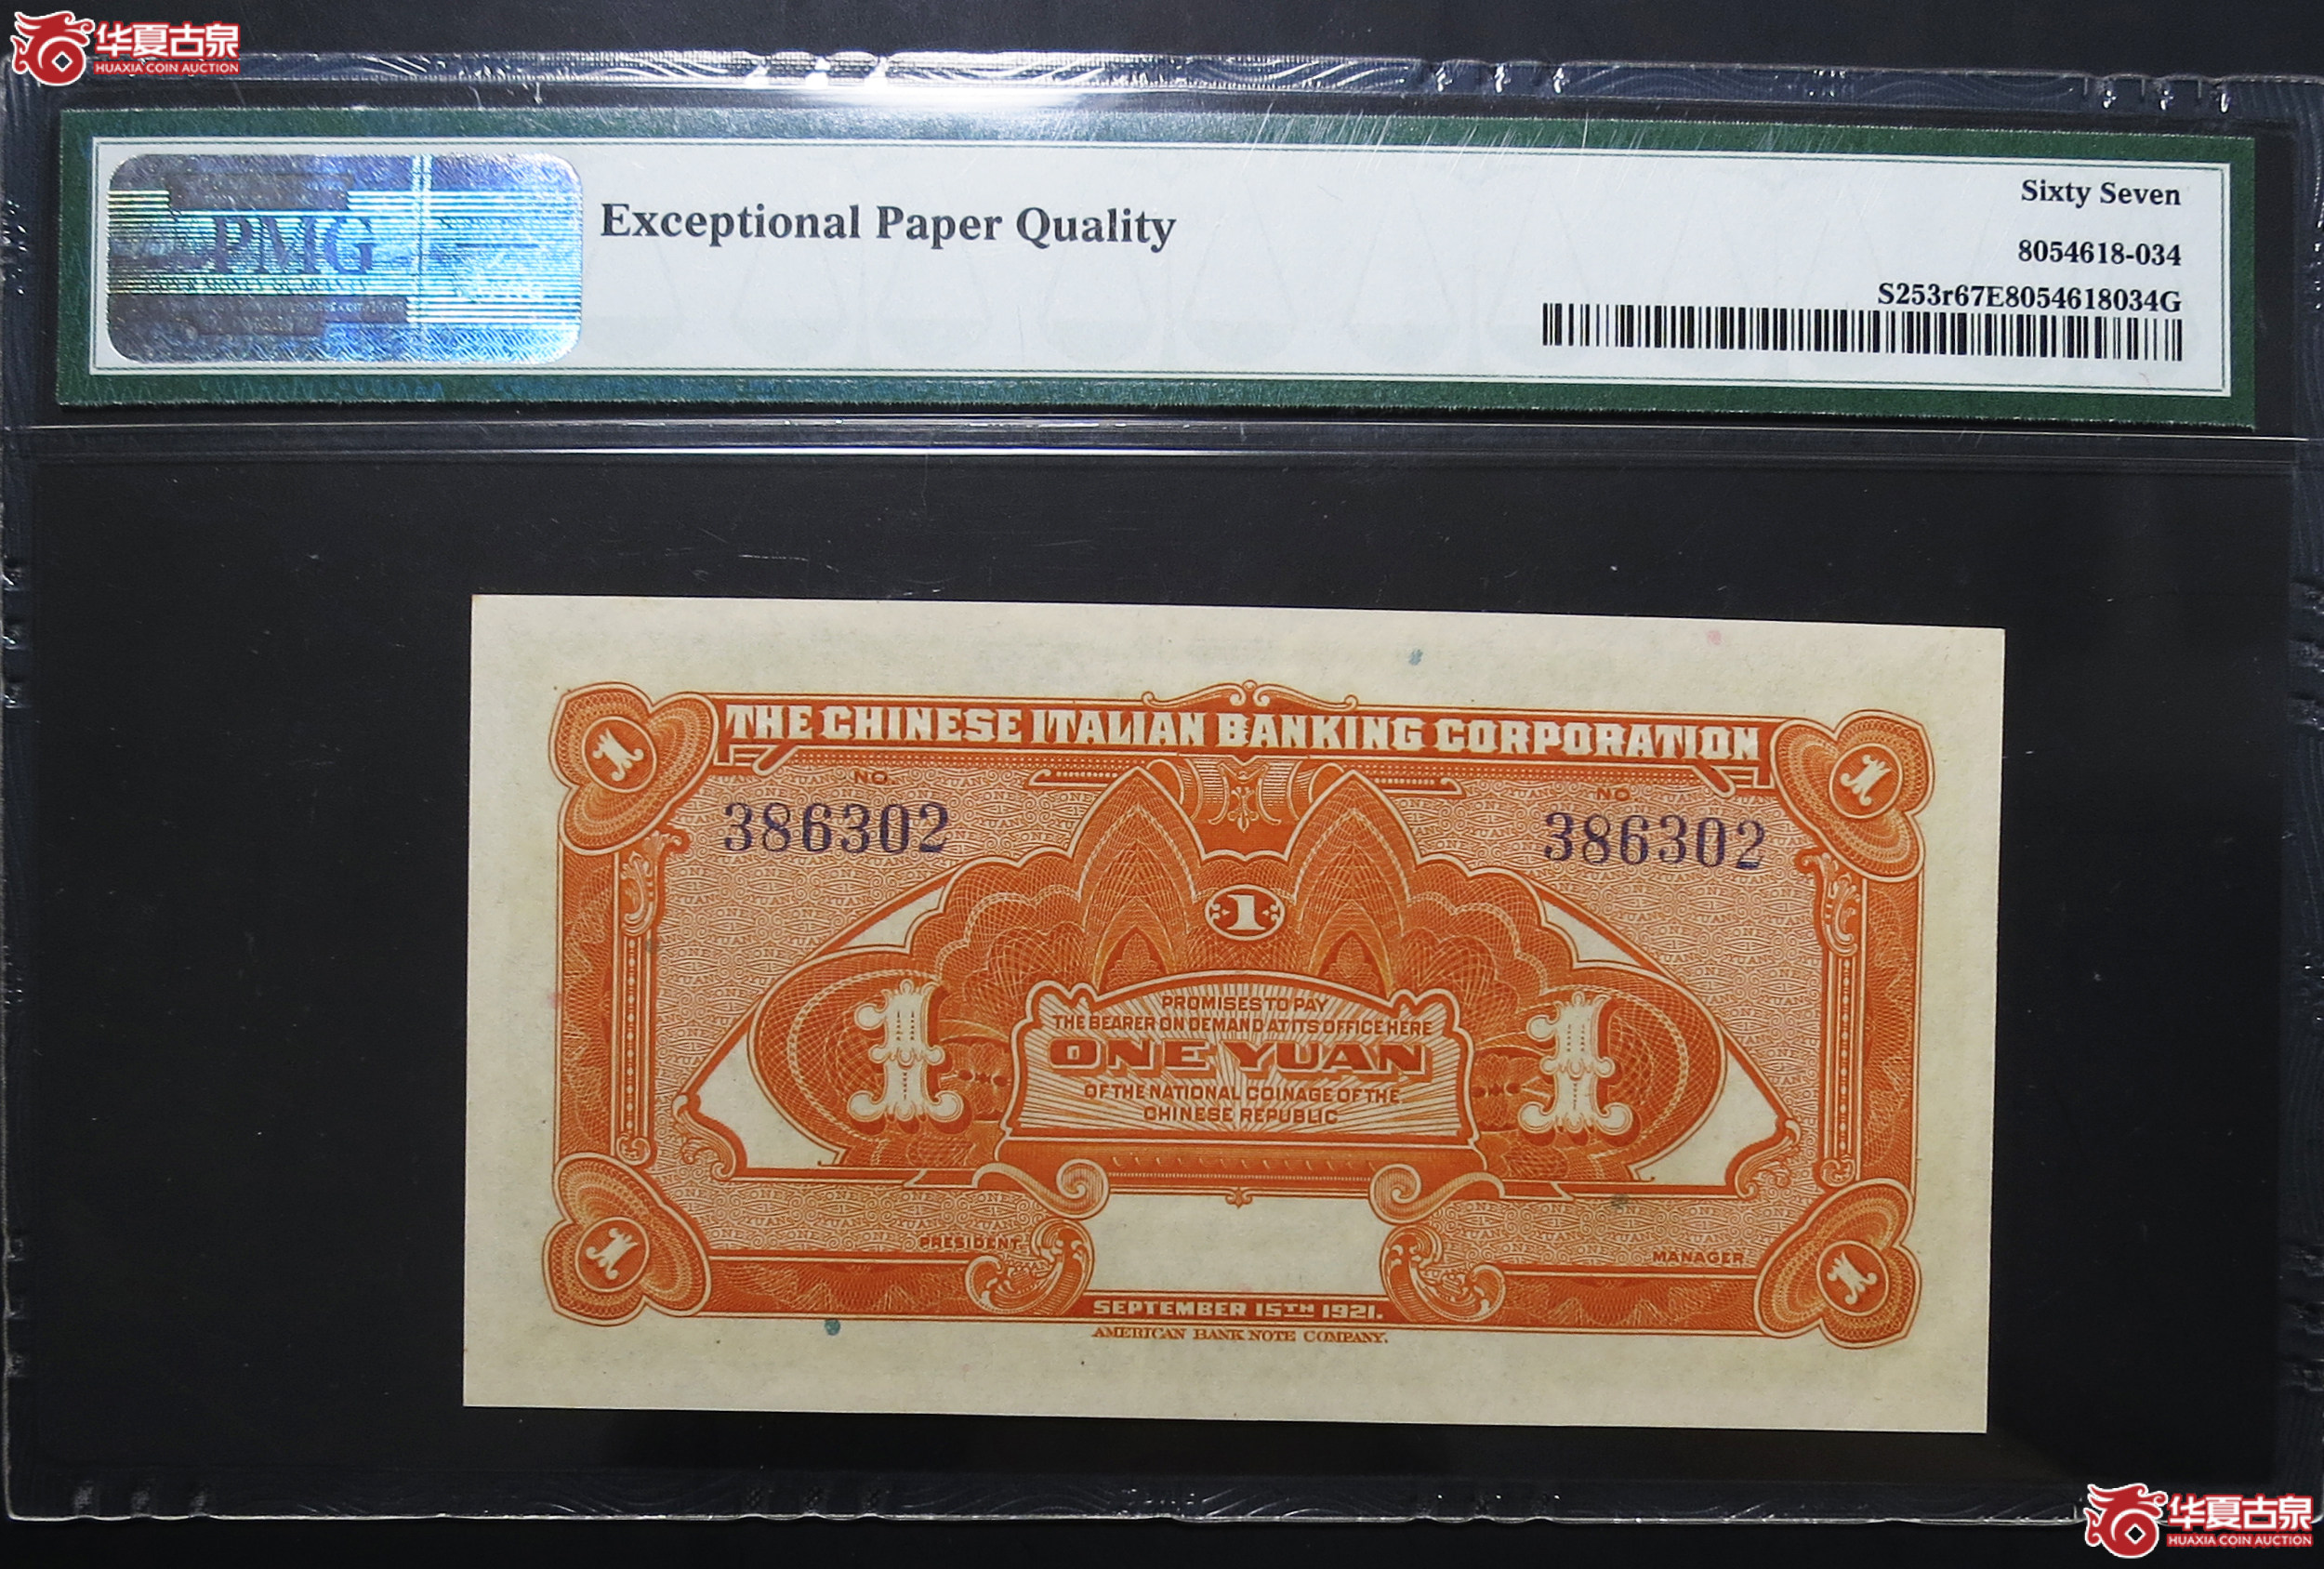 华夏古泉
HUAXIA COIN AUCTION
PMG
Exceptional Paper Quality
Sixty Seven
8054618-034
S253r67E8054618034G
THE CHINESE ITALIAN BANKING CORPORATION
1
1
NO.
NO.
386302
386302
1
PROMISES TO PAY
THE BEARER ON DEMAND AT ITS OFFICE HERE
1
ONE YUAN
1
OF THE NATIONAL COINAGE OF THE
CHINESE REPUBLIC
PRESIDENT
MANAGER
1
1
SEPTEMBER 15TH 1921.
AMERICAN BANK NOTE COMPANY.
华夏古泉
HUAXIA COIN AUCTION